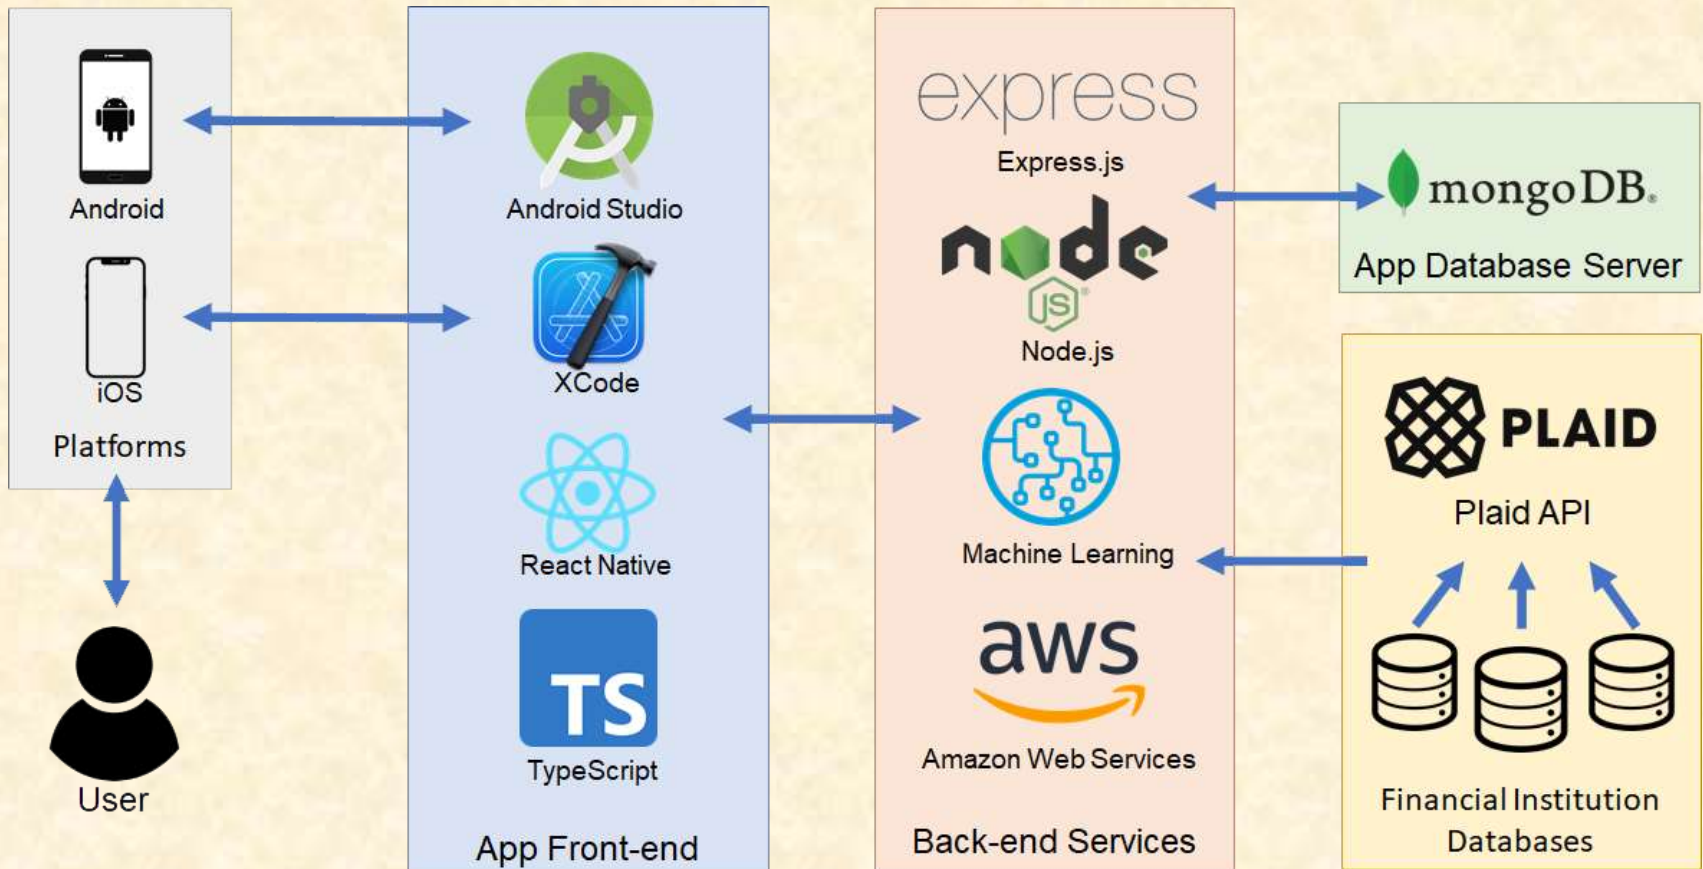 Android
iOS
Platforms
User
Android Studio
XCode
React Native
TS
TypeScript
App Front-end
express
Express.js
node
JS
®
Node.js
Machine Learning
aws
Amazon Web Services
Back-end Services
mongoDB®
App Database Server
PLAID
Plaid API
Financial Institution
Databases